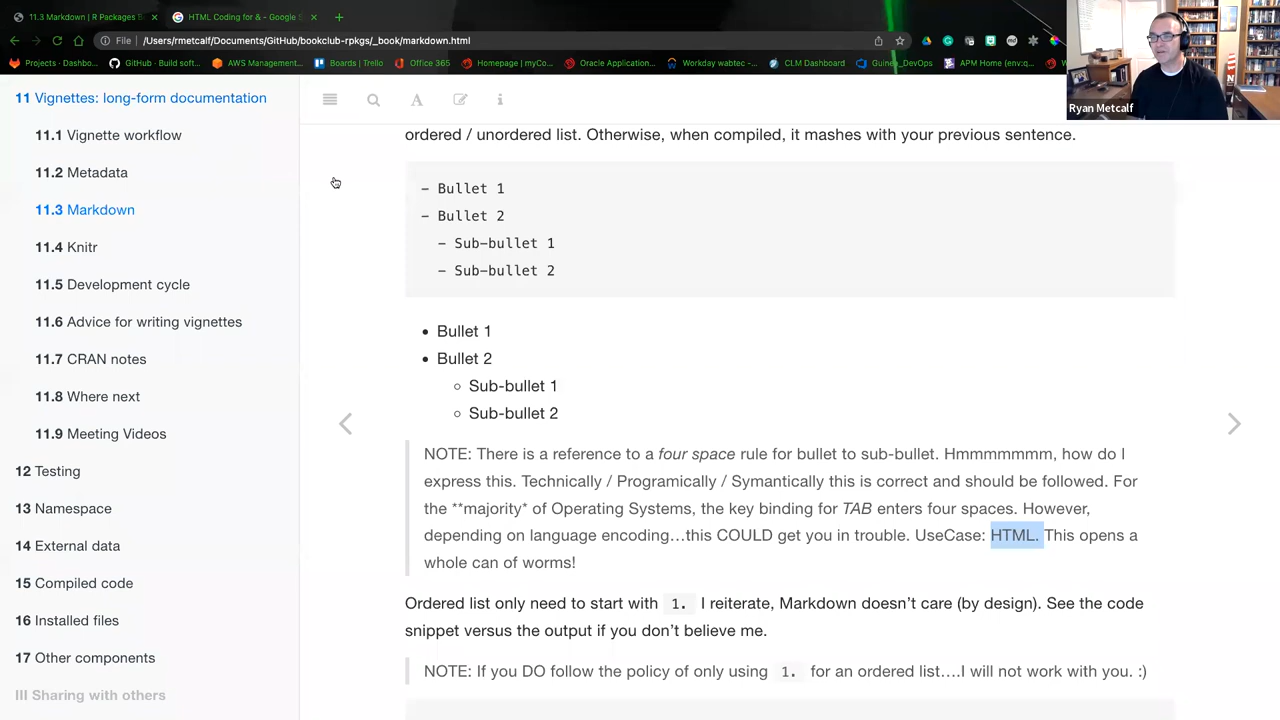 11.3 Markdown | R Packages B
HTML Coding for & - Google S
File | /Users/rmetcalf/Documents/GitHub/bookclub-rpkgs/_book/markdown.html
Projects · Dashbo...
GitHub · Build soft...
AWS Management...
Boards | Trello
Office 365
Homepage | myCo...
Oracle Application...
Workday wabtec -...
CLM Dashboard
Guinea_DevOps
APM Home (env:q...
Ryan Metcalf
11 Vignettes: long-form documentation
11.1 Vignette workflow
11.2 Metadata
11.3 Markdown
11.4 Knitr
11.5 Development cycle
11.6 Advice for writing vignettes
11.7 CRAN notes
11.8 Where next
11.9 Meeting Videos
12 Testing
13 Namespace
14 External data
15 Compiled code
16 Installed files
17 Other components
III Sharing with others
ordered / unordered list. Otherwise, when compiled, it mashes with your previous sentence.
- Bullet 1
- Bullet 2
- Sub-bullet 1
- Sub-bullet 2
• Bullet 1
• Bullet 2
◦ Sub-bullet 1
◦ Sub-bullet 2
NOTE: There is a reference to a four space rule for bullet to sub-bullet. Hmmmmmmm, how do I
express this. Technically / Programically / Symantically this is correct and should be followed. For
the **majority* of Operating Systems, the key binding for TAB enters four spaces. However,
depending on language encoding…this COULD get you in trouble. UseCase: HTML. This opens a
whole can of worms!
Ordered list only need to start with 1. I reiterate, Markdown doesn't care (by design). See the code
snippet versus the output if you don't believe me.
NOTE: If you DO follow the policy of only using 1. for an ordered list….I will not work with you. :)